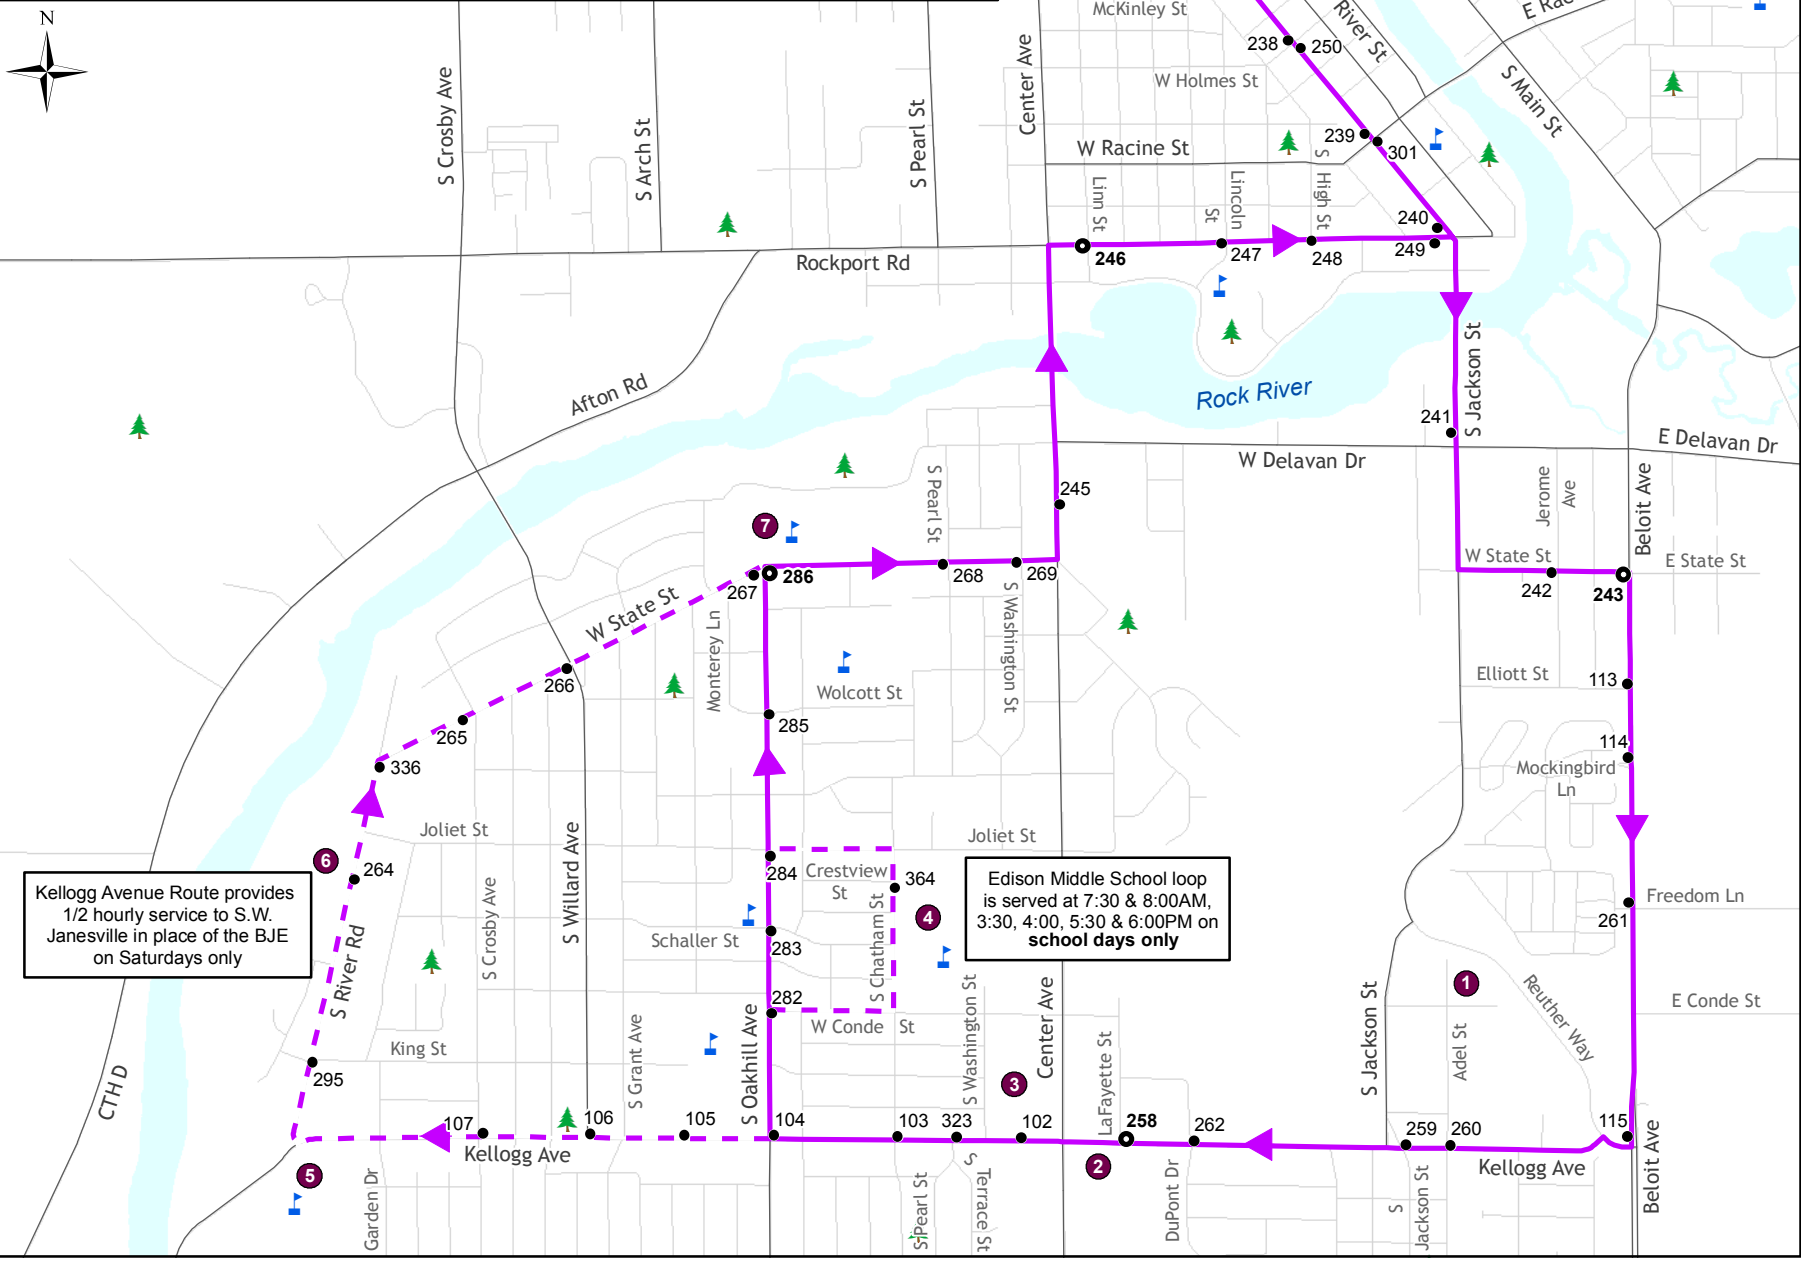 N
McKinley St
River St
E Rac
238
250
S Main St
W Holmes St
Center Ave
S Crosby Ave
S Arch St
S Pearl St
239
301
W Racine St
S High St
Linn St
Lincoln St
240
249
246
247
248
Rockport Rd
Afton Rd
Rock River
S Jackson St
241
E Delavan Dr
W Delavan Dr
245
S Pearl St
Jerome Ave
Beloit Ave
7
W State St
E State St
286
267
268
269
242
243
W State St
Monterey Ln
S Washington St
Elliott St
113
266
Wolcott St
285
265
114
Mockingbird
Ln
336
Joliet St
Joliet St
S Willard Ave
6
264
284
Crestview
St
364
Edison Middle School loop
is served at 7:30 & 8:00AM,
3:30, 4:00, 5:30 & 6:00PM on
school days only
Kellogg Avenue Route provides
1/2 hourly service to S.W.
Janesville in place of the BJE
on Saturdays only
Freedom Ln
261
4
S Crosby Ave
S Chatham St
Schaller St
283
S River Rd
1
Reuther Way
282
W Conde St
E Conde St
S Washington St
Center Ave
S Jackson St
King St
S Grant Ave
S Oakhill Ave
LaFayette St
Adel St
295
3
CTH D
107
106
105
104
103
323
102
258
262
259
260
115
Kellogg Ave
Kellogg Ave
5
2
Garden Dr
S Pearl St
S Terrace St
DuPont Dr
S Jackson St
Beloit Ave